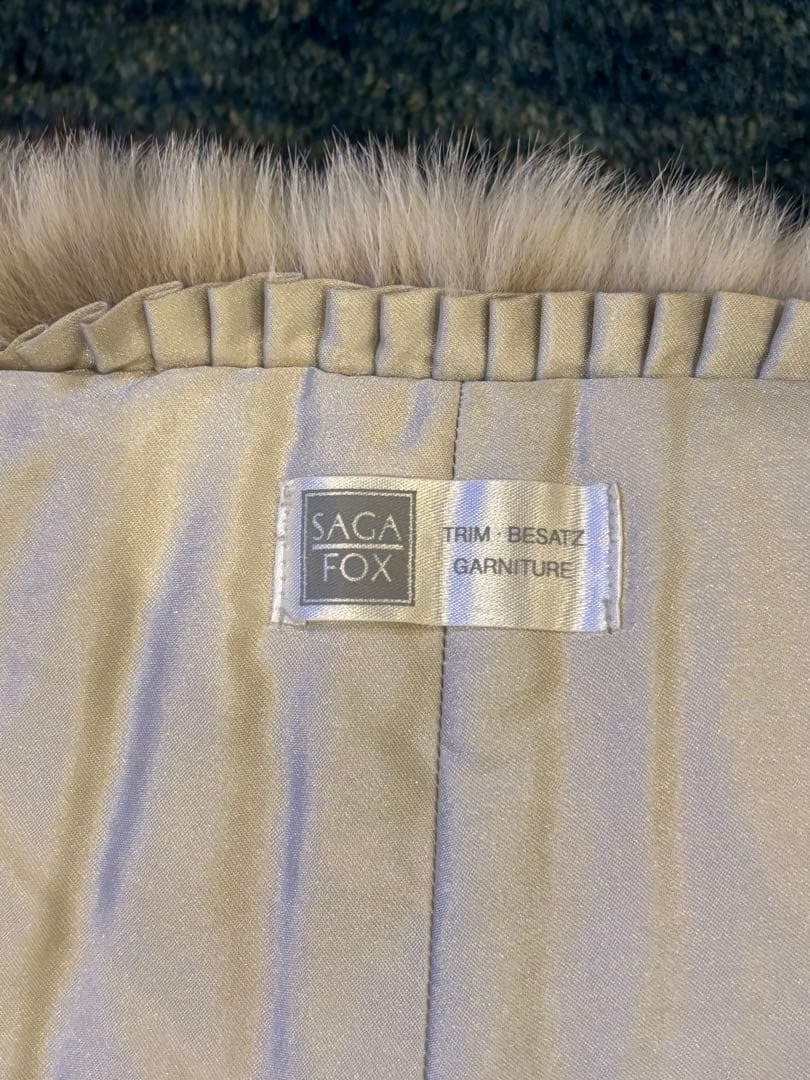 SAGA
FOX
TRIM · BESATZ
GARNITURE